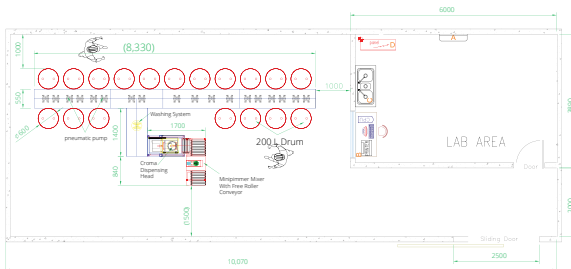 6000
(8,330)
1000
A
D
1000
550
⌀500
pneumatic pump
Washing System
1400
1700
200 L Drum
LAB AREA
Croma
Dispensing
Head
840
Minipimmer Mixer
With Free Roller
Conveyor
Door
(1500)
Sliding Door
2500
10,070